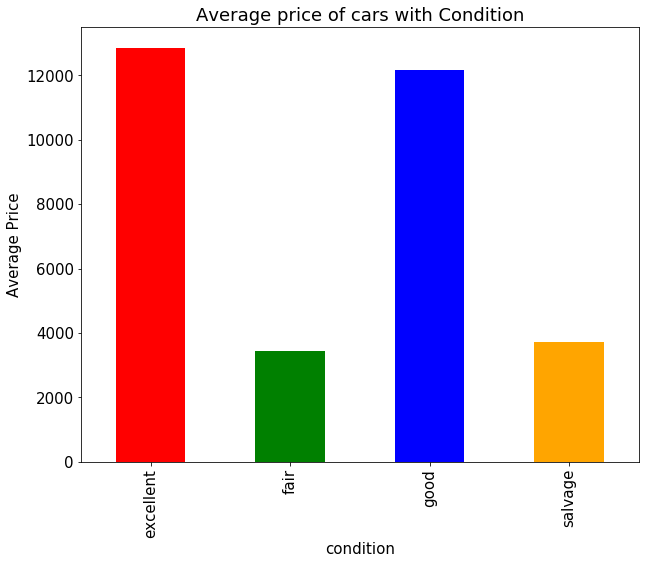 Average price of cars with Condition
Average Price
12000
10000
8000
6000
4000
2000
0
excellent
fair
good
salvage
condition